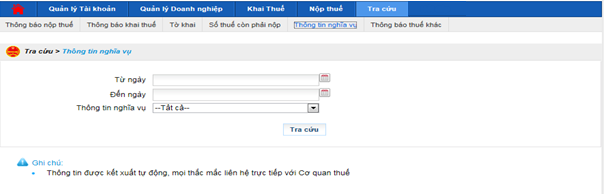 Quản lý Tài khoản Quản lý Doanh nghiệp Khai Thuế Nộp thuế Tra cứu
Thông báo nộp thuế Thông báo khai thuế Tờ khai Số thuế còn phải nộp Thông tin nghĩa vụ Thông báo thuế khác
Tra cứu > Thông tin nghĩa vụ
Từ ngày
Đến ngày
Thông tin nghĩa vụ --Tất cả--
Tra cứu
Ghi chú:
• Thông tin được kết xuất tự động, mọi thắc mắc liên hệ trực tiếp với Cơ quan thuế